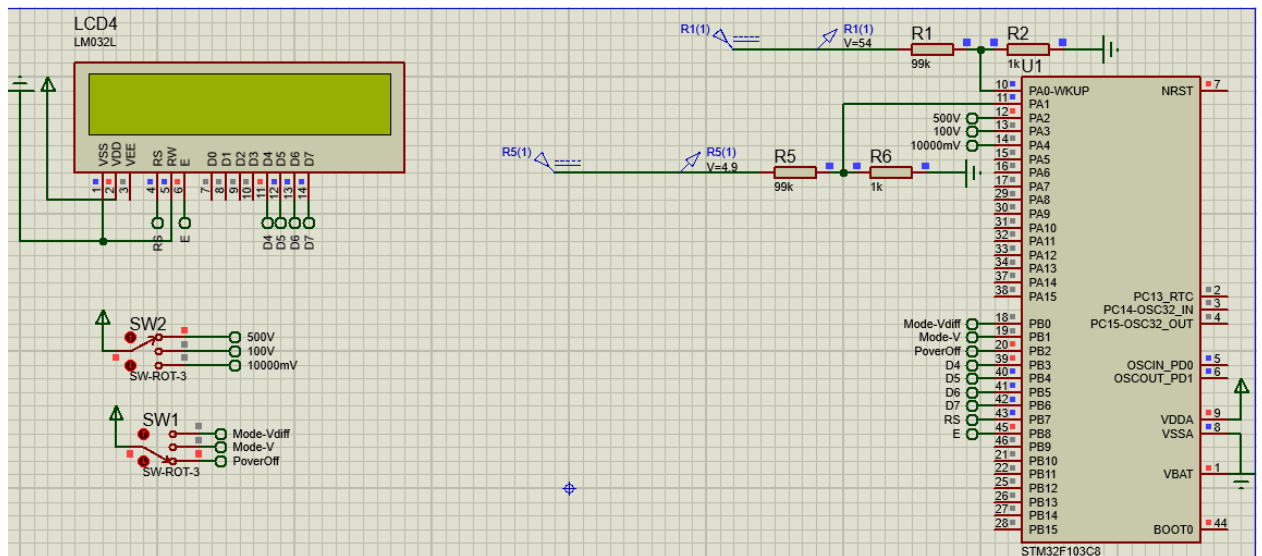 LCD4
LM032L
VSS
VDD
VEE
RS
RW
E
D0
D1
D2
D3
D4
D5
D6
D7
1
2
3
4
5
6
7
8
9
10
11
12
13
14
RS
E
D4
D5
D6
D7
R1(1)
R1(1)
V=54
R1
99k
R2
1k
R5(1)
R5(1)
V=4.9
R5
99k
R6
1k
U1
10 PA0-WKUP
11 PA1
500V 12 PA2
100V 13 PA3
10000mV 14 PA4
15 PA5
16 PA6
17 PA7
29 PA8
30 PA9
31 PA10
32 PA11
33 PA12
34 PA13
37 PA14
38 PA15
Mode-Vdiff 18 PB0
Mode-V 19 PB1
PoverOff 20 PB2
D4 39 PB3
D5 40 PB4
D6 41 PB5
D7 42 PB6
RS 43 PB7
E 45 PB8
46 PB9
21 PB10
22 PB11
25 PB12
26 PB13
27 PB14
28 PB15
NRST 7
PC13_RTC 2
PC14-OSC32_IN 3
PC15-OSC32_OUT 4
OSCIN_PD0 5
OSCOUT_PD1 6
VDDA 9
VSSA 8
VBAT 1
BOOT0 44
STM32F103C8
SW2
500V
100V
10000mV
SW-ROT-3
SW1
Mode-Vdiff
Mode-V
PoverOff
SW-ROT-3